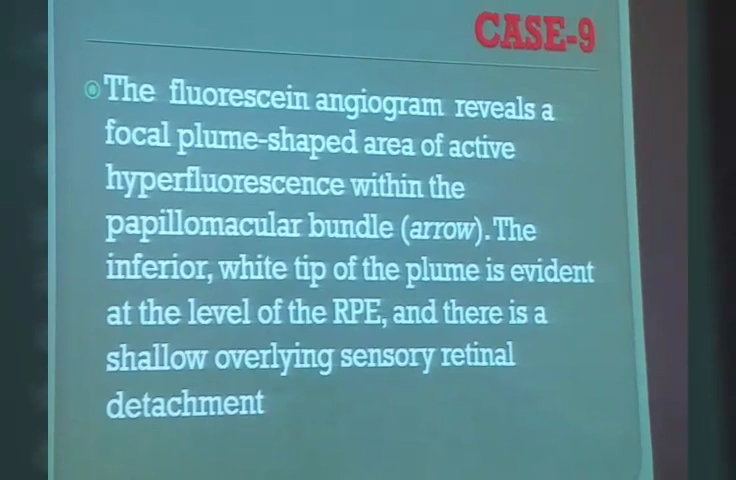 CASE-9
The fluorescein angiogram reveals a
focal plume-shaped area of active
hyperfluorescence within the
papillomacular bundle (arrow). The
inferior, white tip of the plume is evident
at the level of the RPE, and there is a
shallow overlying sensory retinal
detachment